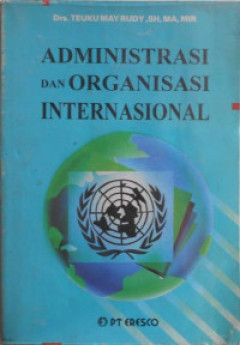 Drs. TEUKU MAY RUDY, SH, MA, MIR
ADMINISTRASI
DAN ORGANISASI
INTERNASIONAL
PT ERESCO